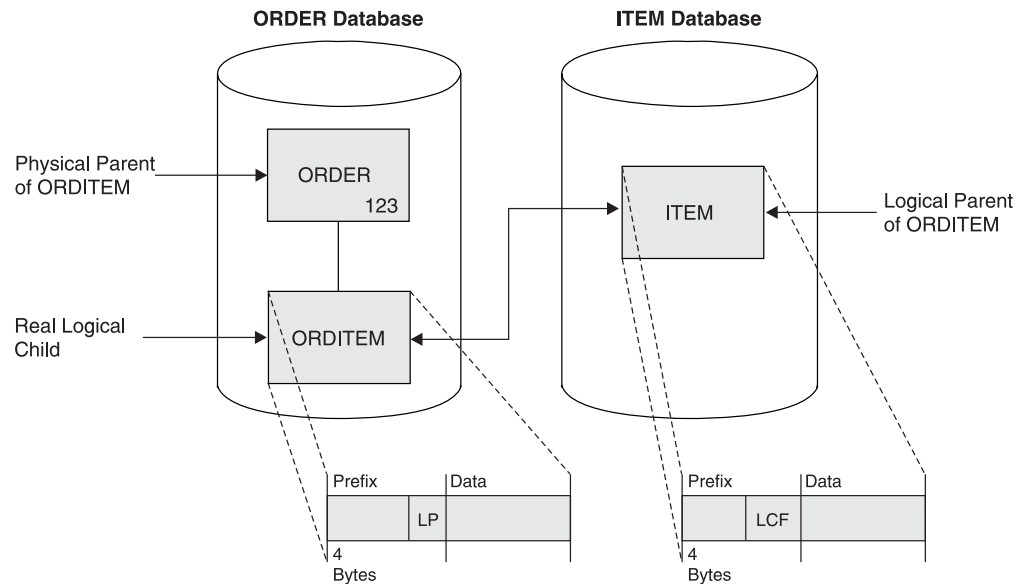 ORDER Database
ITEM Database
Physical Parent
of ORDITEM
ORDER
123
ITEM
Logical Parent
of ORDITEM
Real Logical
Child
ORDITEM
Prefix
Data
LP
4
Bytes
Prefix
Data
LCF
4
Bytes